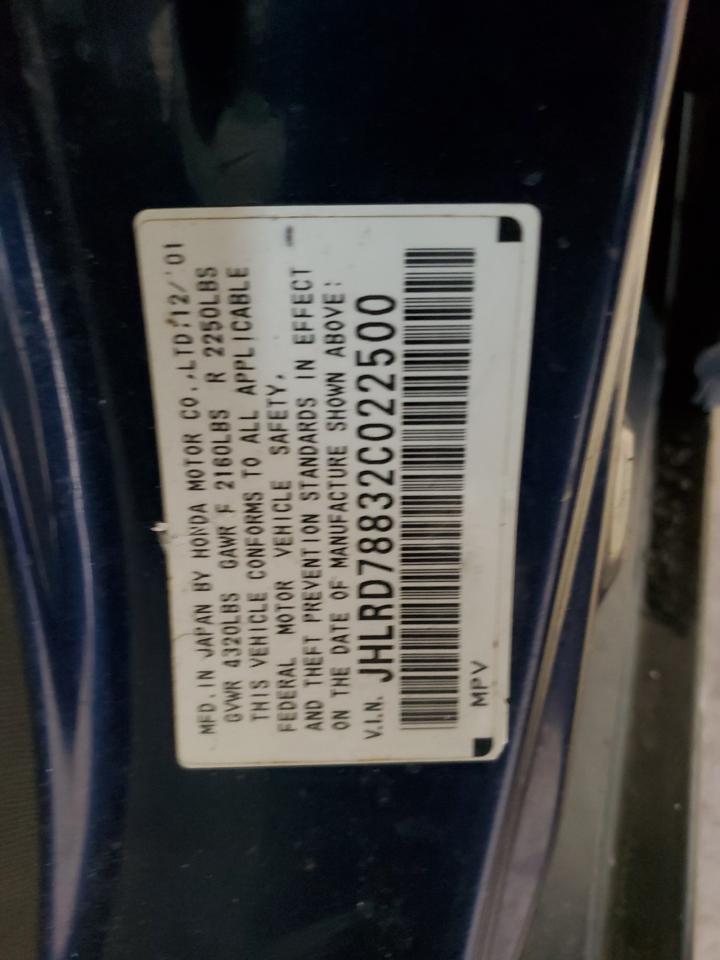 MFD. IN JAPAN BY HONDA MOTOR CO.,LTD:12/'01
GVWR 4320LBS GAWR F 2160LBS R 2250LBS
THIS VEHICLE CONFORMS TO ALL APPLICABLE
FEDERAL MOTOR VEHICLE SAFETY,
AND THEFT PREVENTION STANDARDS IN EFFECT
ON THE DATE OF MANUFACTURE SHOWN ABOVE:
V.I.N. JHLRD78832C022500
MPV